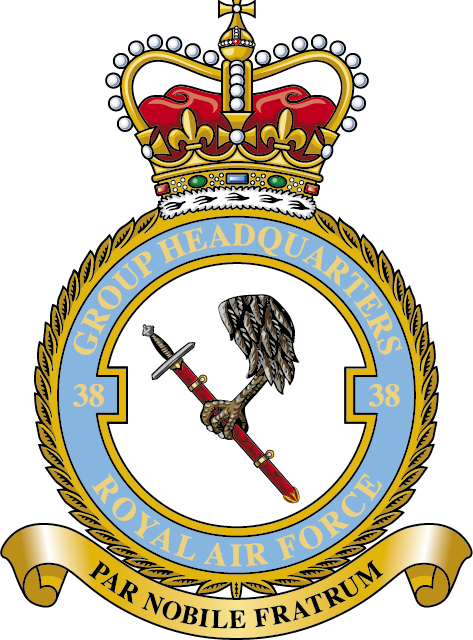 GROUP HEADQUARTERS
38 38
ROYAL AIR FORCE
PAR NOBILE FRATRUM